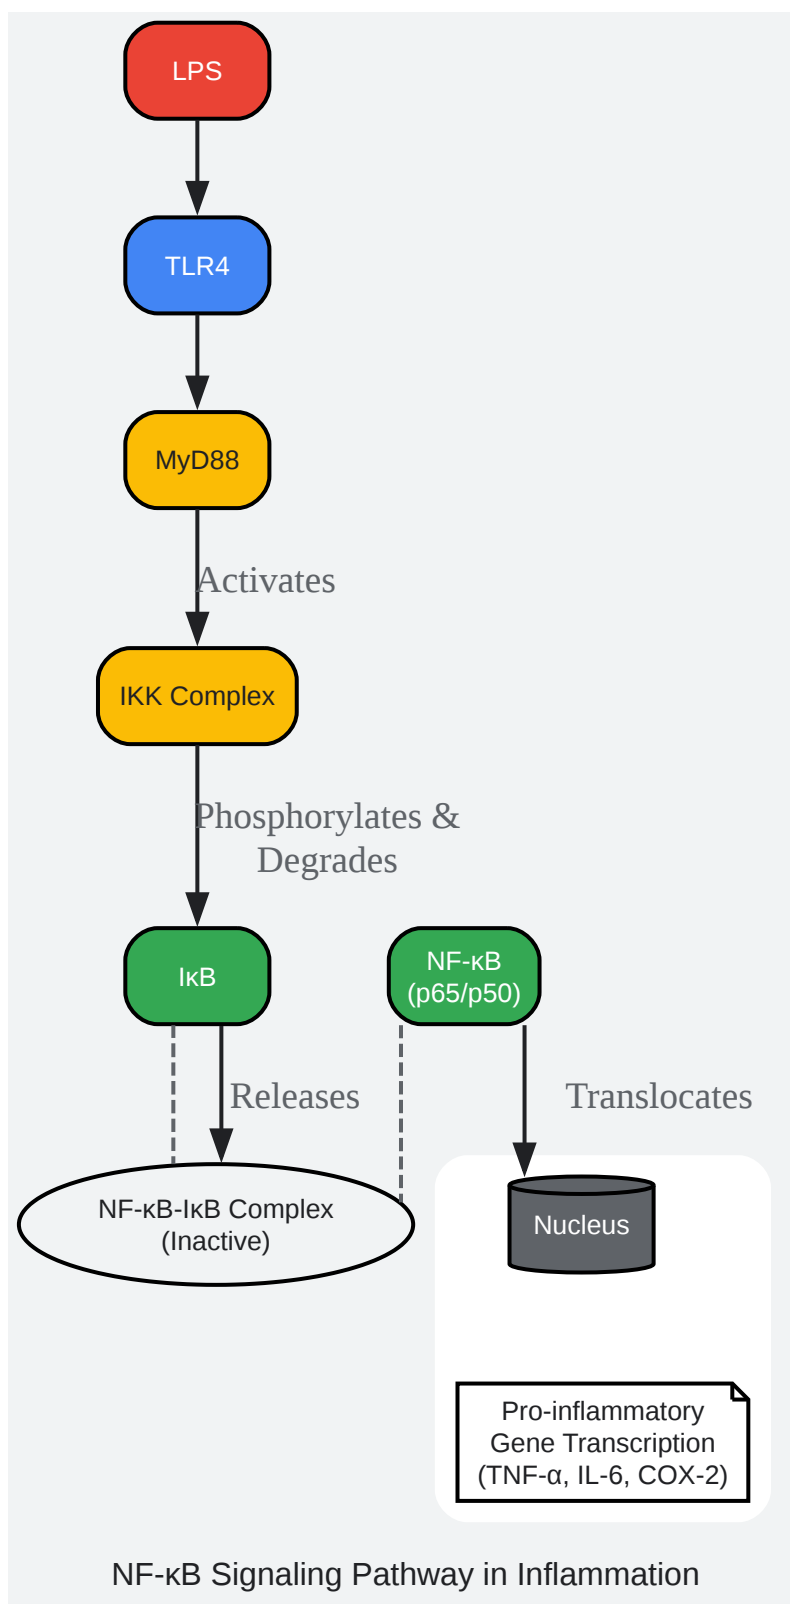 LPS
TLR4
MyD88
Activates
IKK Complex
Phosphorylates &
Degrades
IκB
NF-κB
(p65/p50)
Releases
Translocates
NF-κB-IκB Complex
(Inactive)
Nucleus
Pro-inflammatory
Gene Transcription
(TNF-α, IL-6, COX-2)
NF-κB Signaling Pathway in Inflammation